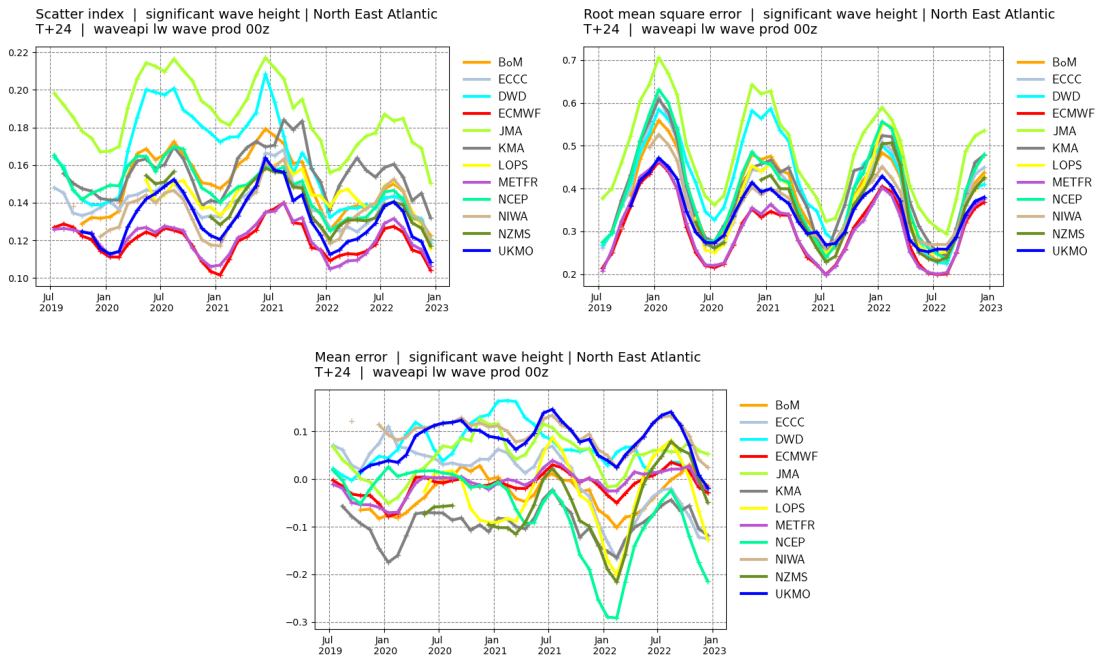 Scatter index | significant wave height | North East Atlantic
T+24 | waveapi lw wave prod 00z
0.22
0.20
0.18
0.16
0.14
0.12
0.10
Jul 2019
Jan 2020
Jul 2020
Jan 2021
Jul 2021
Jan 2022
Jul 2022
Jan 2023
BoM
ECCC
DWD
ECMWF
JMA
KMA
LOPS
METFR
NCEP
NIWA
NZMS
UKMO
Root mean square error | significant wave height | North East Atlantic
T+24 | waveapi lw wave prod 00z
0.7
0.6
0.5
0.4
0.3
0.2
Jul 2019
Jan 2020
Jul 2020
Jan 2021
Jul 2021
Jan 2022
Jul 2022
Jan 2023
BoM
ECCC
DWD
ECMWF
JMA
KMA
LOPS
METFR
NCEP
NIWA
NZMS
UKMO
Mean error | significant wave height | North East Atlantic
T+24 | waveapi lw wave prod 00z
0.1
0.0
−0.1
−0.2
−0.3
Jul 2019
Jan 2020
Jul 2020
Jan 2021
Jul 2021
Jan 2022
Jul 2022
Jan 2023
BoM
ECCC
DWD
ECMWF
JMA
KMA
LOPS
METFR
NCEP
NIWA
NZMS
UKMO